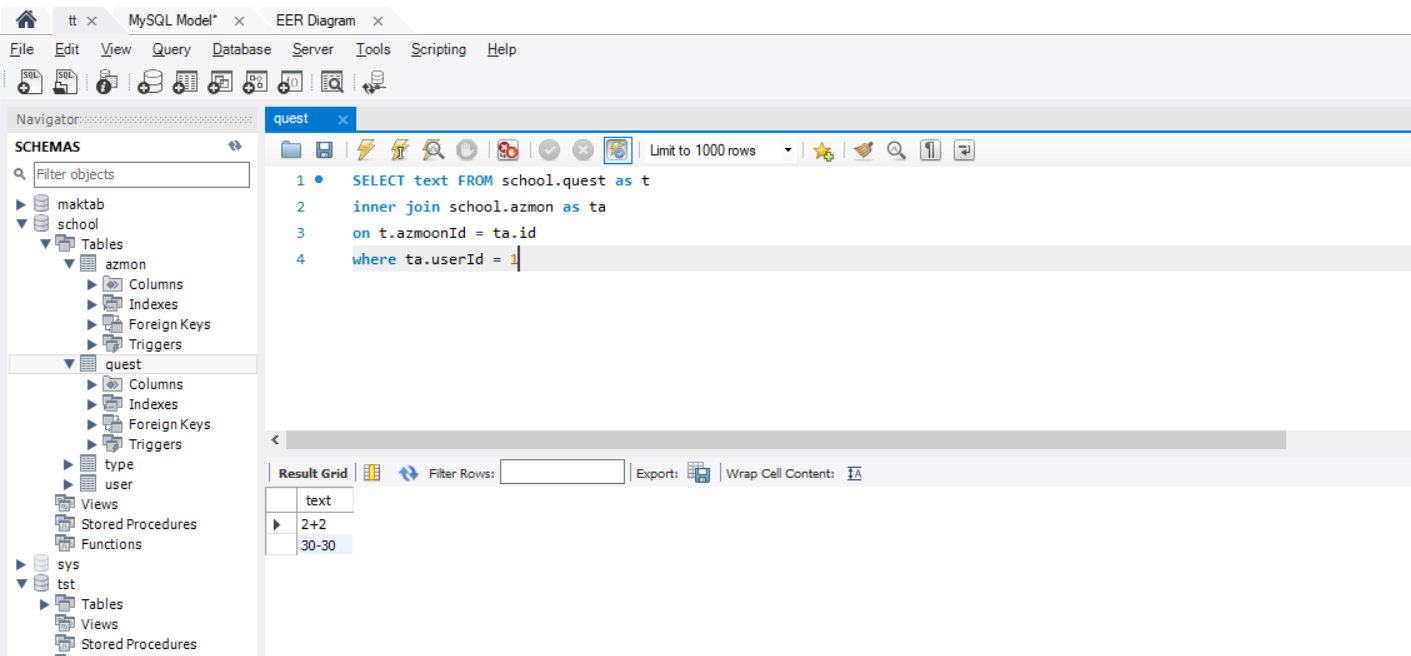 tt
MySQL Model*
EER Diagram
File Edit View Query Database Server Tools Scripting Help
Navigator
SCHEMAS
Filter objects
maktab
school
Tables
azmon
Columns
Indexes
Foreign Keys
Triggers
quest
Columns
Indexes
Foreign Keys
Triggers
type
user
Views
Stored Procedures
Functions
sys
tst
Tables
Views
Stored Procedures
quest
Limit to 1000 rows
1 SELECT text FROM school.quest as t
2 inner join school.azmon as ta
3 on t.azmoonId = ta.id
4 where ta.userId = 1
Result Grid Filter Rows: Export: Wrap Cell Content:
text
2+2
30-30